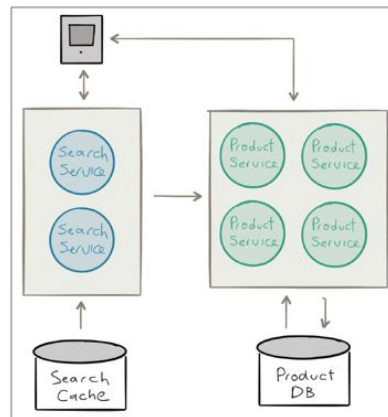 Search
Service
Search
Service
Product
Service
Product
Service
Product
Service
Product
Service
Search
Cache
Product
DB